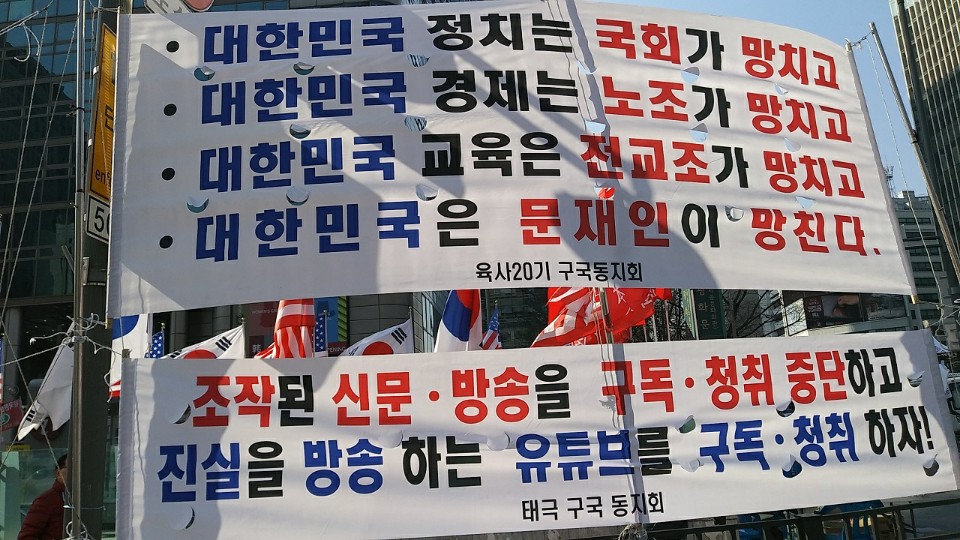 • 대한민국 정치는 국회가 망치고
• 대한민국 경제는 노조가 망치고
• 대한민국 교육은 전교조가 망치고
• 대한민국은 문재인이 망친다.
육사20기 구국동지회
조작된 신문·방송을 구독·청취 중단하고
진실을 방송 하는 유튜브를 구독·청취 하자!
태극 구국 동지회